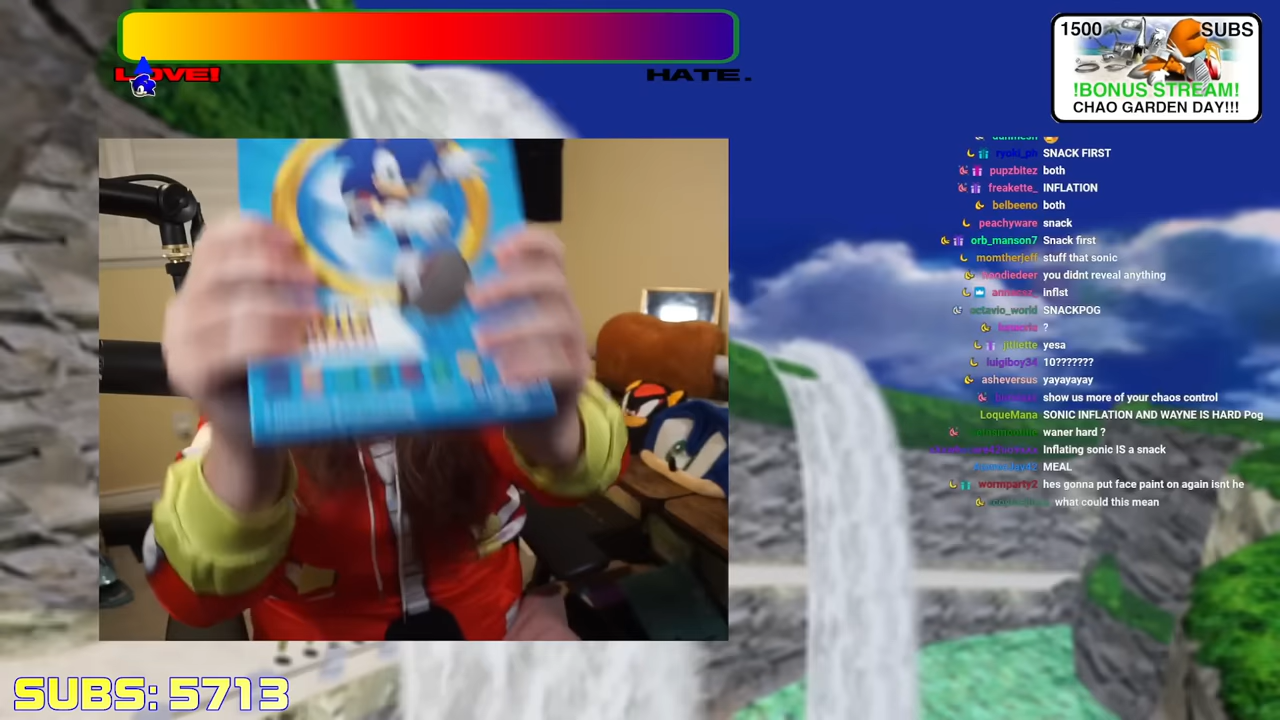 LOVE!
HATE.
1500 SUBS
!BONUS STREAM!
CHAO GARDEN DAY!!!
ryoki_ph SNACK FIRST
pupzbitez both
freakette_ INFLATION
belbeeno both
peachyware snack
orb_manson7 Snack first
momtherjeff stuff that sonic
you didnt reveal anything
Inflst
octavio_world SNACKPOG
?
jithette yesa
luigiboy34 10???????
asheversus yayayayay
show us more of your chaos control
LoqueMana SONIC INFLATION AND WAYNE IS HARD Pog
waner hard ?
Inflating sonic IS a snack
MEAL
wormparty2 hes gonna put face paint on again isnt he
what could this mean
SUBS: 5713